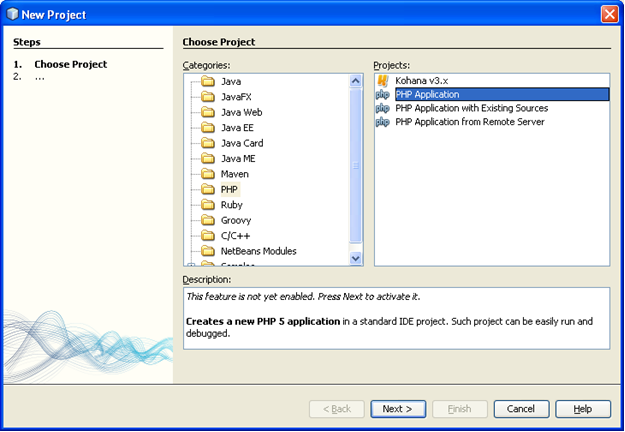 New Project
Steps
1. Choose Project
2. ...
Choose Project
Categories:
Java
JavaFX
Java Web
Java EE
Java Card
Java ME
Maven
PHP
Ruby
Groovy
C/C++
NetBeans Modules
Projects:
Kohana v3.x
php PHP Application
php PHP Application with Existing Sources
php PHP Application from Remote Server
Description:
This feature is not yet enabled. Press Next to activate it.
Creates a new PHP 5 application in a standard IDE project. Such project can be easily run and
debugged.
< Back
Next >
Finish
Cancel
Help